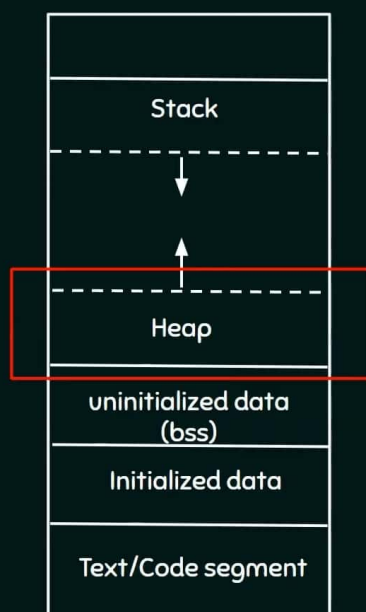 Stack
Heap
uninitialized data
(bss)
Initialized data
Text/Code segment